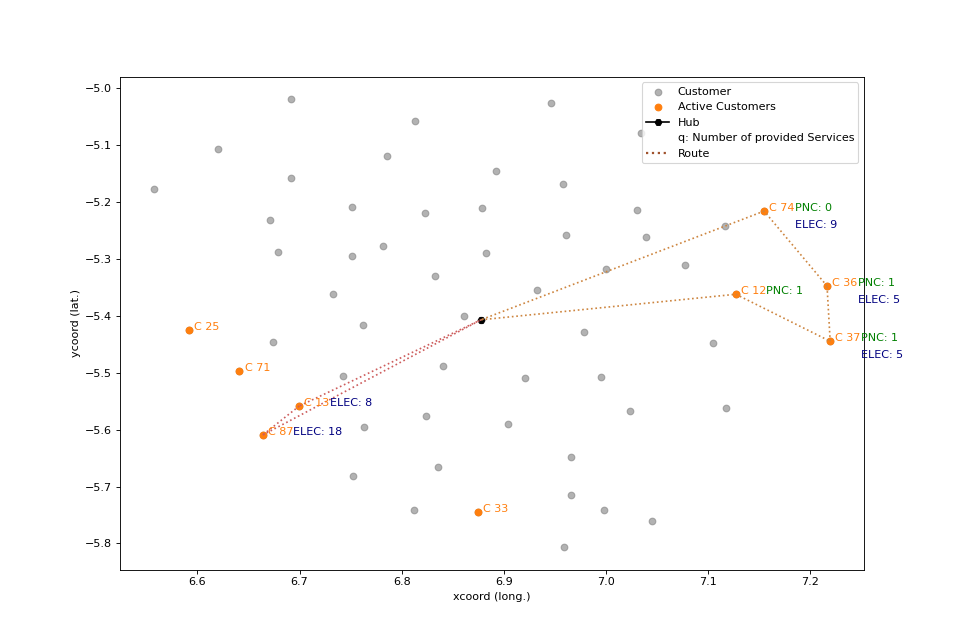 Customer
Active Customers
Hub
q: Number of provided Services
Route
−5.0
−5.1
−5.2
−5.3
−5.4
−5.5
−5.6
−5.7
−5.8
ycoord (lat.)
C 74 PNC: 0
ELEC: 9
C 36 PNC: 1
ELEC: 5
C 12 PNC: 1
C 37 PNC: 1
ELEC: 5
C 25
C 71
C 13 ELEC: 8
C 87 ELEC: 18
C 33
6.6 6.7 6.8 6.9 7.0 7.1 7.2
xcoord (long.)